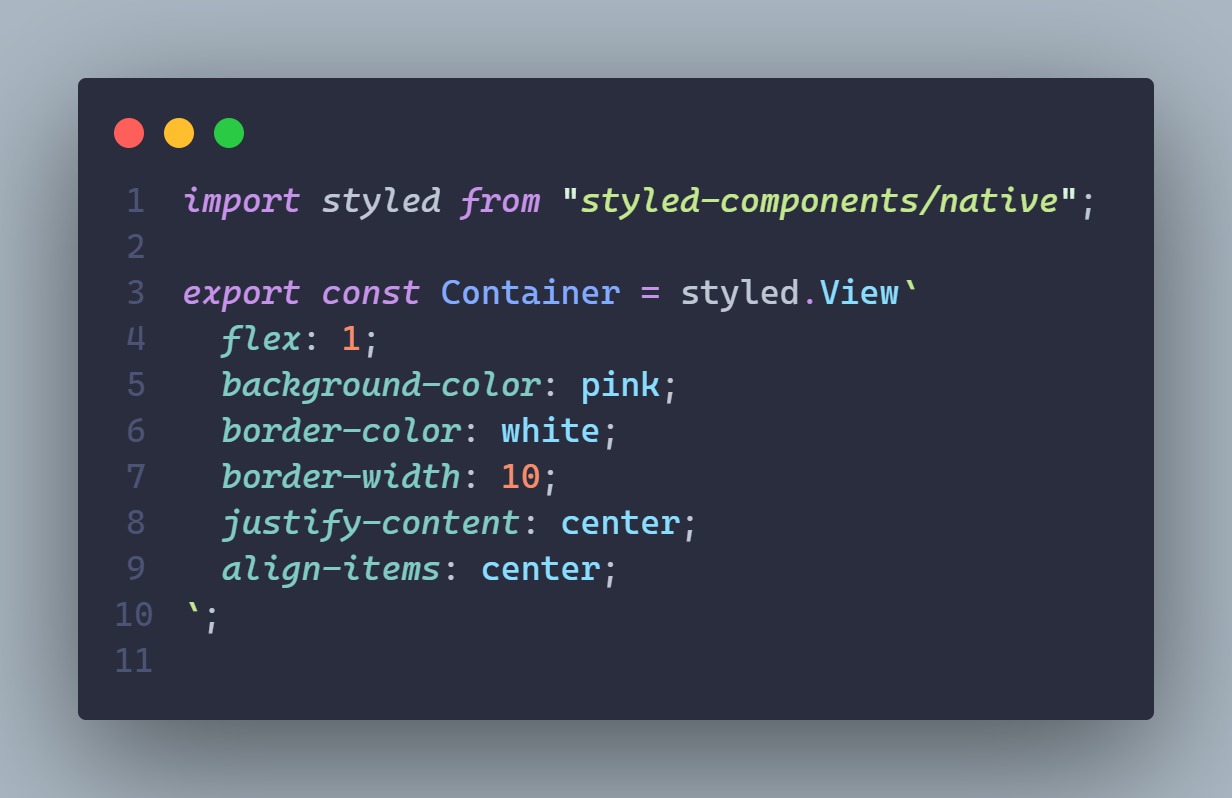 1 import styled from "styled-components/native";
2
3 export const Container = styled.View`
4   flex: 1;
5   background-color: pink;
6   border-color: white;
7   border-width: 10;
8   justify-content: center;
9   align-items: center;
10 `;
11